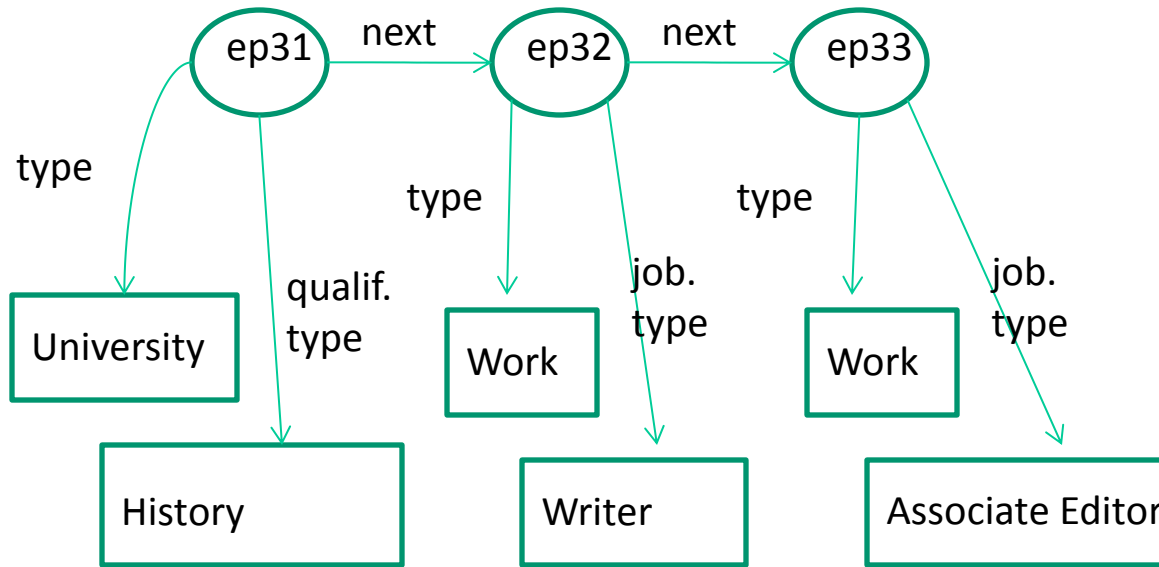 ep31
next
ep32
next
ep33
type
type
type
qualif.
type
job.
type
job.
type
University
Work
Work
History
Writer
Associate Editor